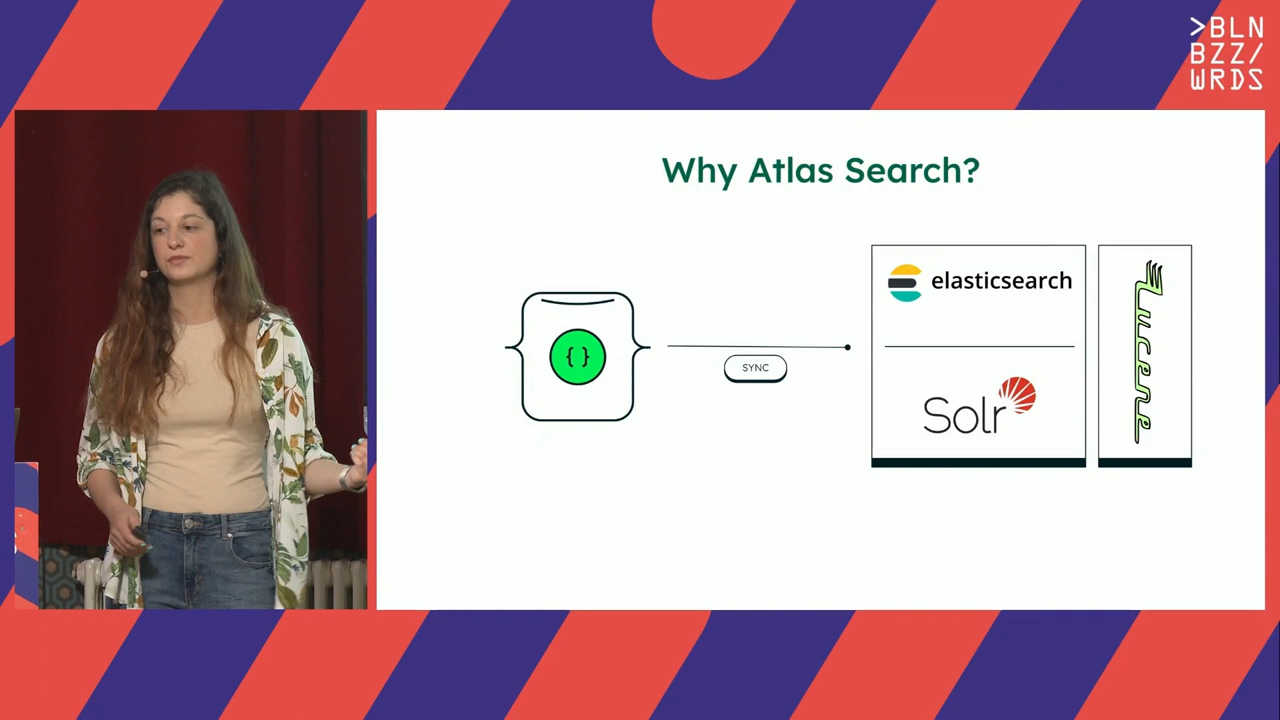 >BLN
BZZ/
WRDS
Why Atlas Search?
{ }
SYNC
elasticsearch
Solr
Lucene